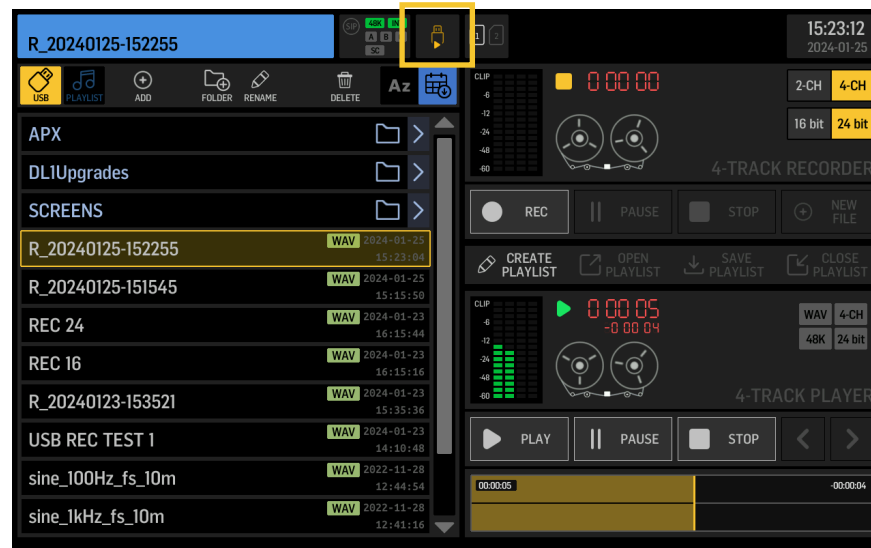 R_20240125-152255
SIP 48K INT
A B
SC
1 2
15:23:12
2024-01-25
USB
PLAYLIST
ADD
FOLDER
RENAME
DELETE
Az
APX
DL1Upgrades
SCREENS
R_20240125-152255 WAV 2024-01-25
15:23:04
R_20240125-151545 WAV 2024-01-25
15:15:50
REC 24 WAV 2024-01-23
16:15:44
REC 16 WAV 2024-01-23
16:15:16
R_20240123-153521 WAV 2024-01-23
15:35:36
USB REC TEST 1 WAV 2024-01-23
14:10:48
sine_100Hz_fs_10m WAV 2022-11-28
12:44:54
sine_1kHz_fs_10m WAV 2022-11-28
12:41:16
CLIP
-6
-12
-24
-48
-60
0 00 00
2-CH 4-CH
16 bit 24 bit
4-TRACK RECORDER
REC
PAUSE
STOP
NEW
FILE
CREATE
PLAYLIST
OPEN
PLAYLIST
SAVE
PLAYLIST
CLOSE
PLAYLIST
CLIP
-6
-12
-24
-48
-60
0 00 05
-0 00 04
WAV 4-CH
48K 24 bit
4-TRACK PLAYER
PLAY
PAUSE
STOP
00:00:05
-00:00:04